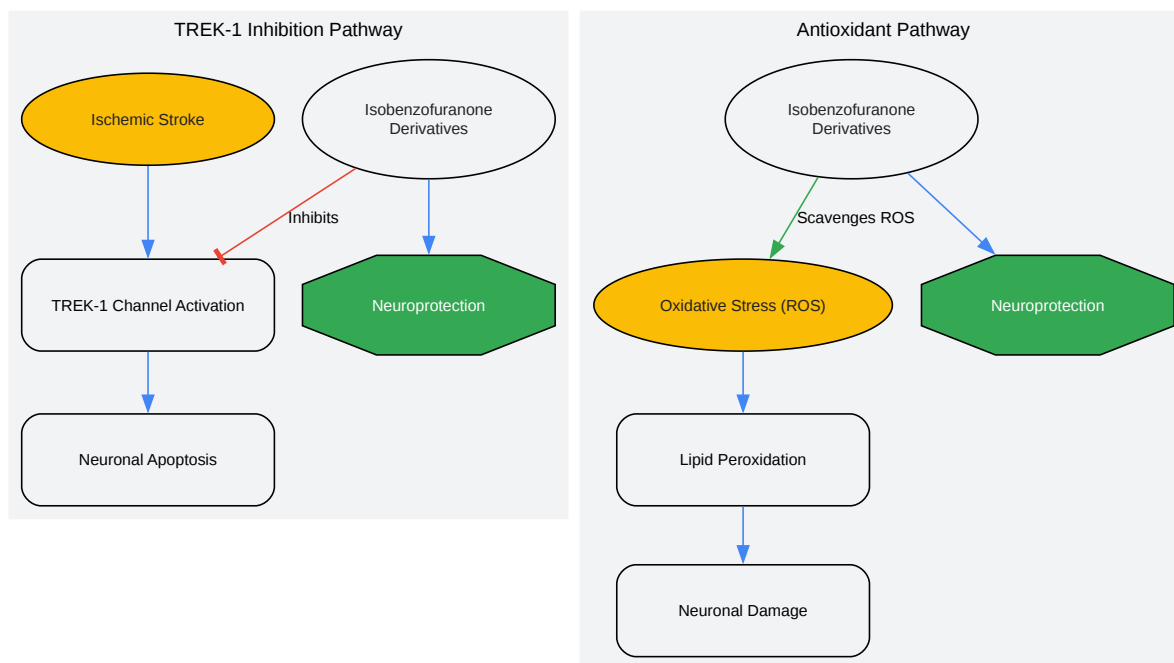 TREK-1 Inhibition Pathway
Ischemic Stroke
Isobenzofuranone
Derivatives
Inhibits
TREK-1 Channel Activation
Neuroprotection
Neuronal Apoptosis
Antioxidant Pathway
Isobenzofuranone
Derivatives
Scavenges ROS
Oxidative Stress (ROS)
Neuroprotection
Lipid Peroxidation
Neuronal Damage